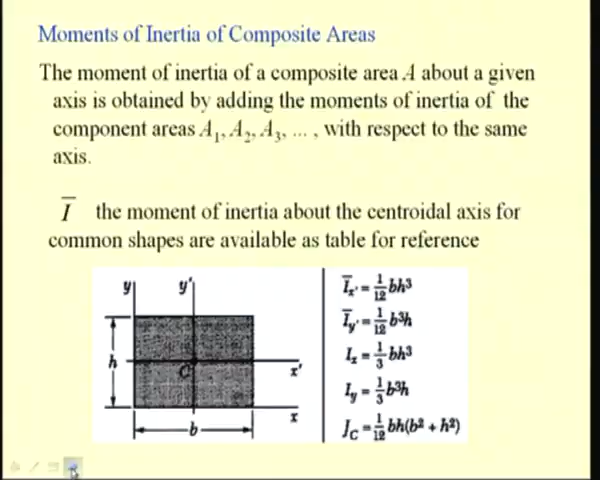 Moments of Inertia of Composite Areas
The moment of inertia of a composite area A about a given
axis is obtained by adding the moments of inertia of the
component areas A₁, A₂, A₃, ... , with respect to the same
axis.
I̅ the moment of inertia about the centroidal axis for
common shapes are available as table for reference
y y'
h
C
x'
x
b
I̅x' = 1/12 bh³
I̅y' = 1/12 b³h
Ix = 1/3 bh³
Iy = 1/3 b³h
JC = 1/12 bh(b² + h²)